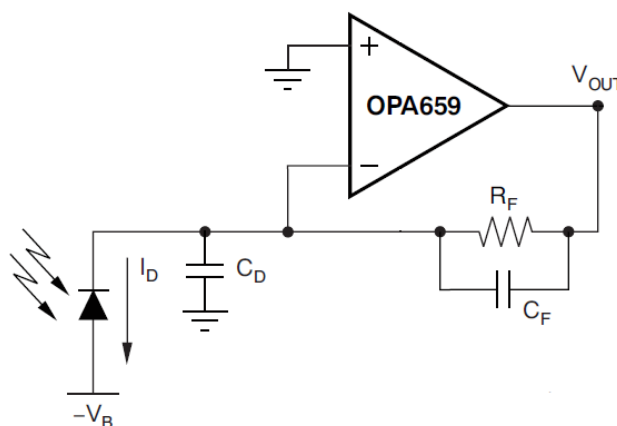 +
OPA659
−
V_OUT
R_F
C_F
I_D
C_D
−V_B